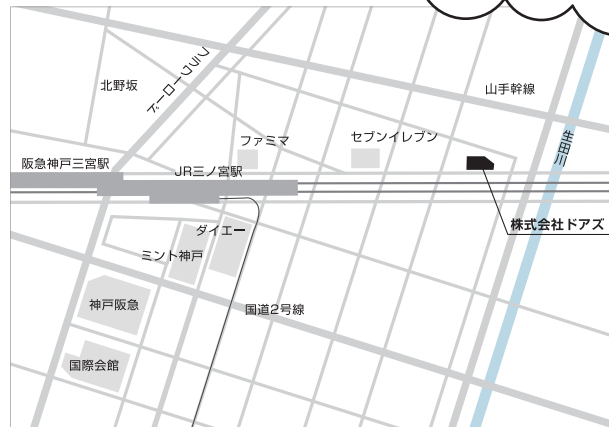 フラワーロード
北野坂
山手幹線
生田川
ファミマ
セブンイレブン
阪急神戸三宮駅
JR三ノ宮駅
株式会社ドアズ
ダイエー
ミント神戸
神戸阪急
国道2号線
国際会館